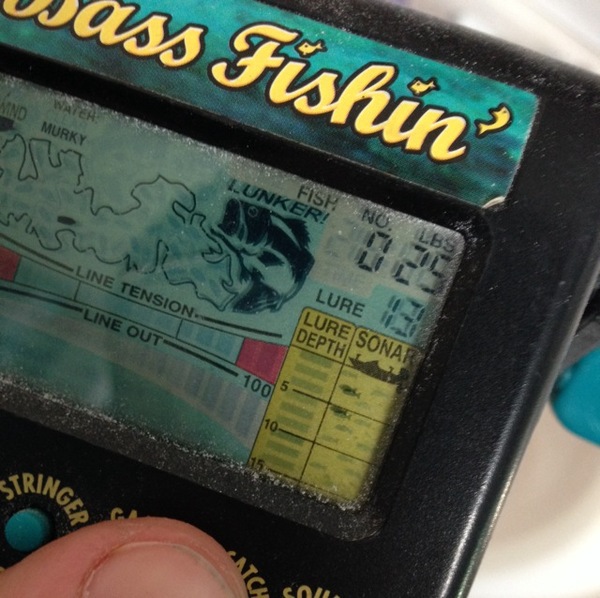 bass Fishin'
WIND WATER
MURKY
LUNKER!
FISH
NO. LBS
0 25
LURE 13
LINE TENSION
LINE OUT
100
LURE DEPTH SONAR
5
10
15
STRINGER
CATCH